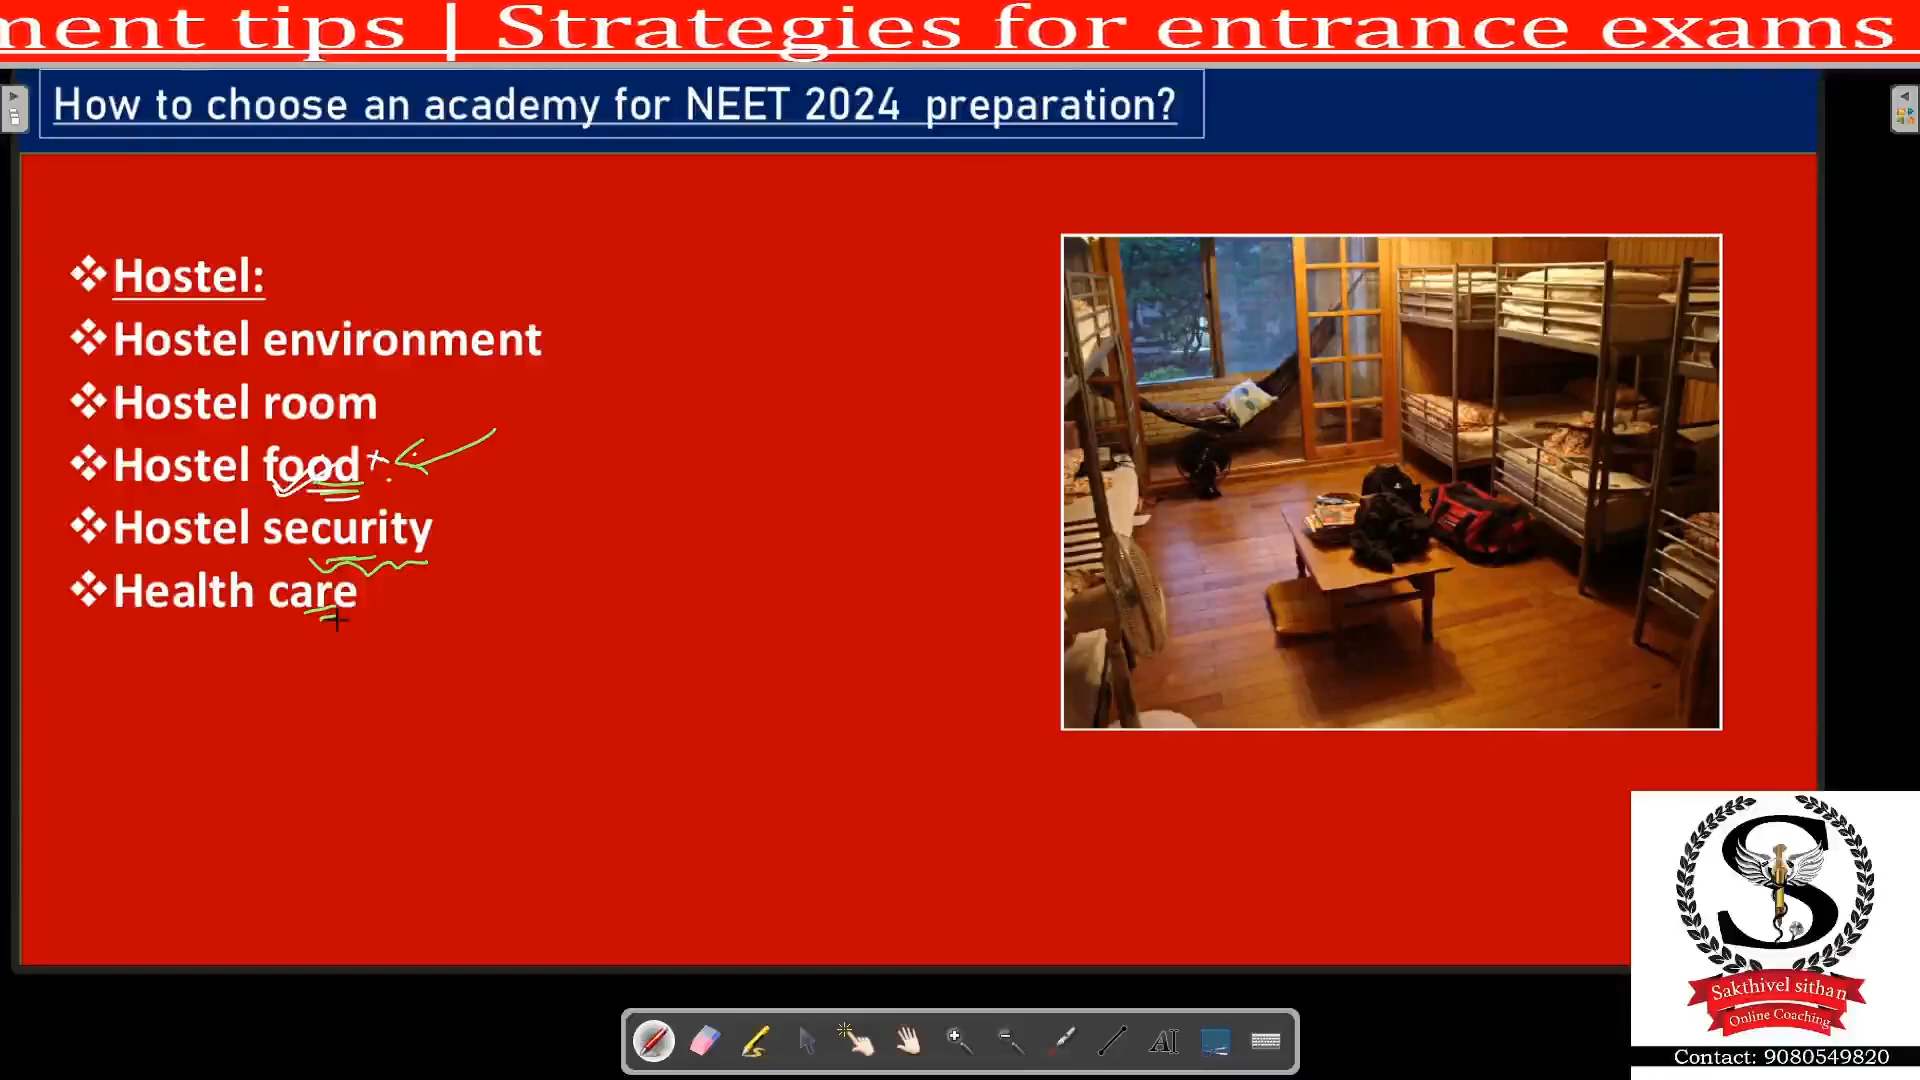 ment tips | Strategies for entrance exams
How to choose an academy for NEET 2024 preparation?
Hostel:
Hostel environment
Hostel room
Hostel food
Hostel security
Health care
S
Sakthivel sithan
Online Coaching
Contact: 9080549820
AI